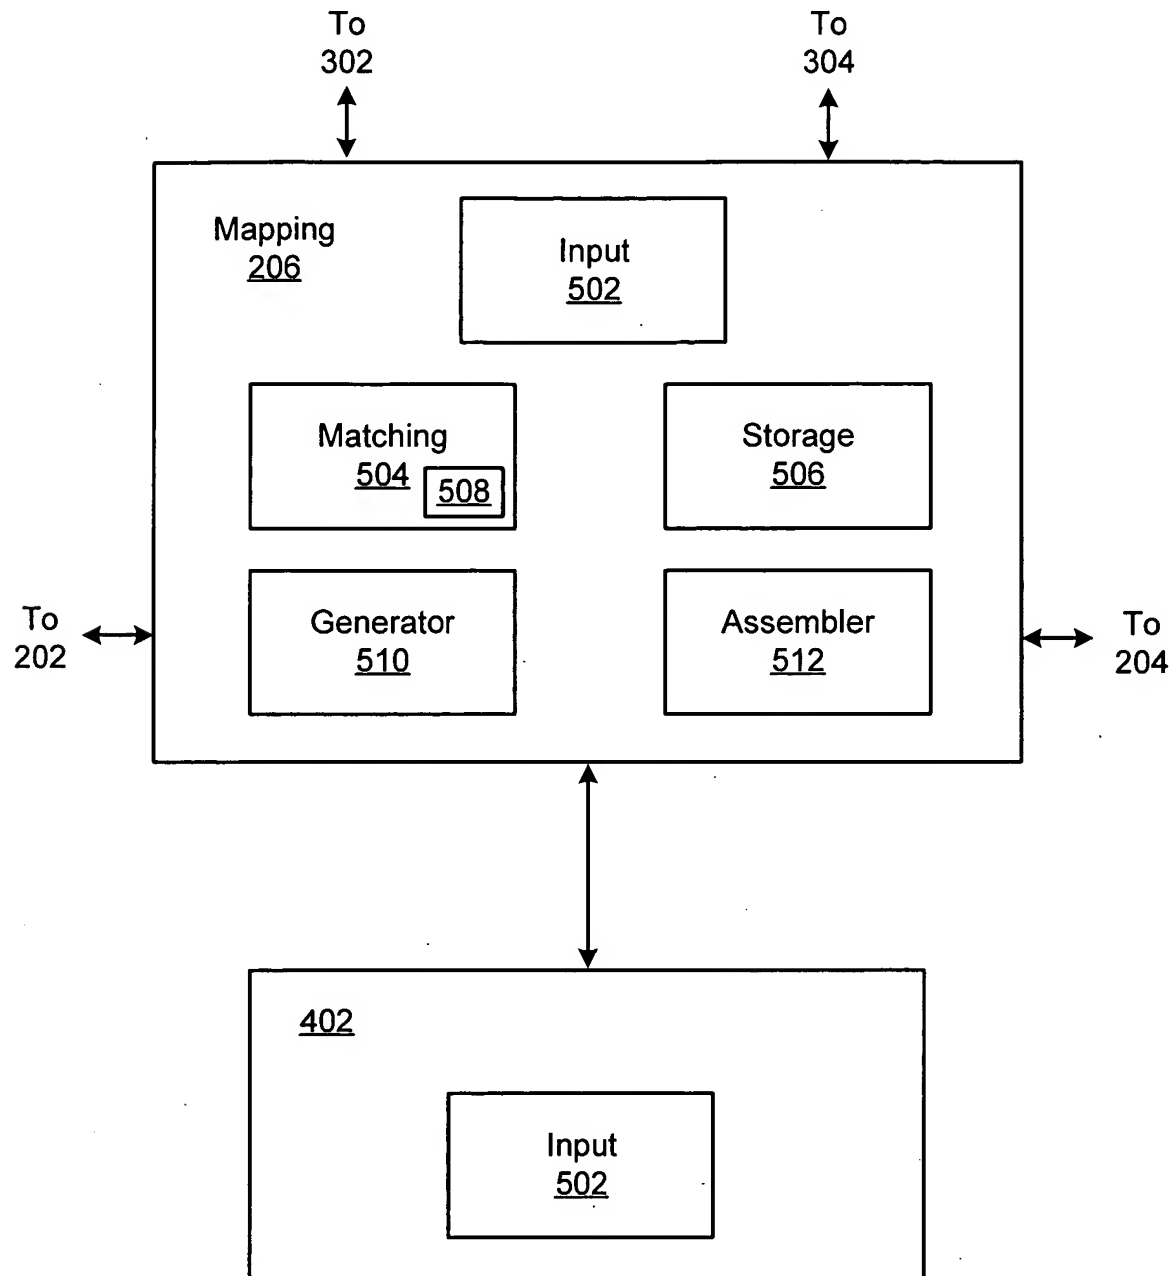 To
302
To
304
Mapping
206
Input
502
Matching
504
508
Storage
506
To
202
Generator
510
Assembler
512
To
204
402
Input
502